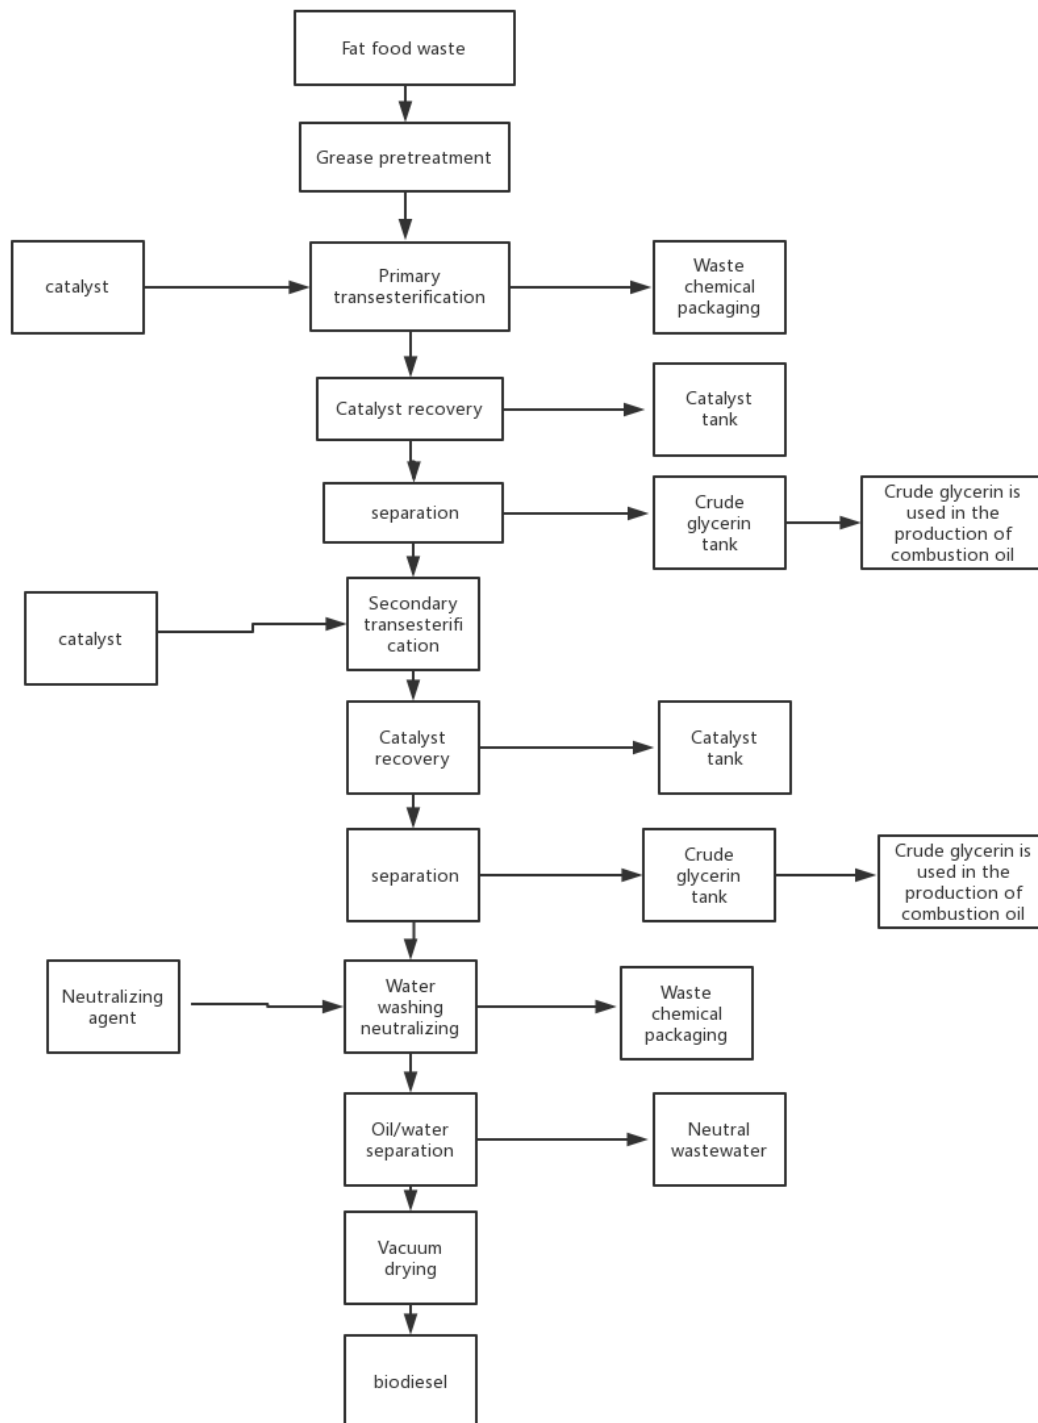 Fat food waste
Grease pretreatment
catalyst
Primary
transesterification
Waste
chemical
packaging
Catalyst recovery
Catalyst
tank
separation
Crude
glycerin
tank
Crude glycerin is
used in the
production of
combustion oil
catalyst
Secondary
transesterifi
cation
Catalyst
recovery
Catalyst
tank
separation
Crude
glycerin
tank
Crude glycerin is
used in the
production of
combustion oil
Neutralizing
agent
Water
washing
neutralizing
Waste
chemical
packaging
Oil/water
separation
Neutral
wastewater
Vacuum
drying
biodiesel